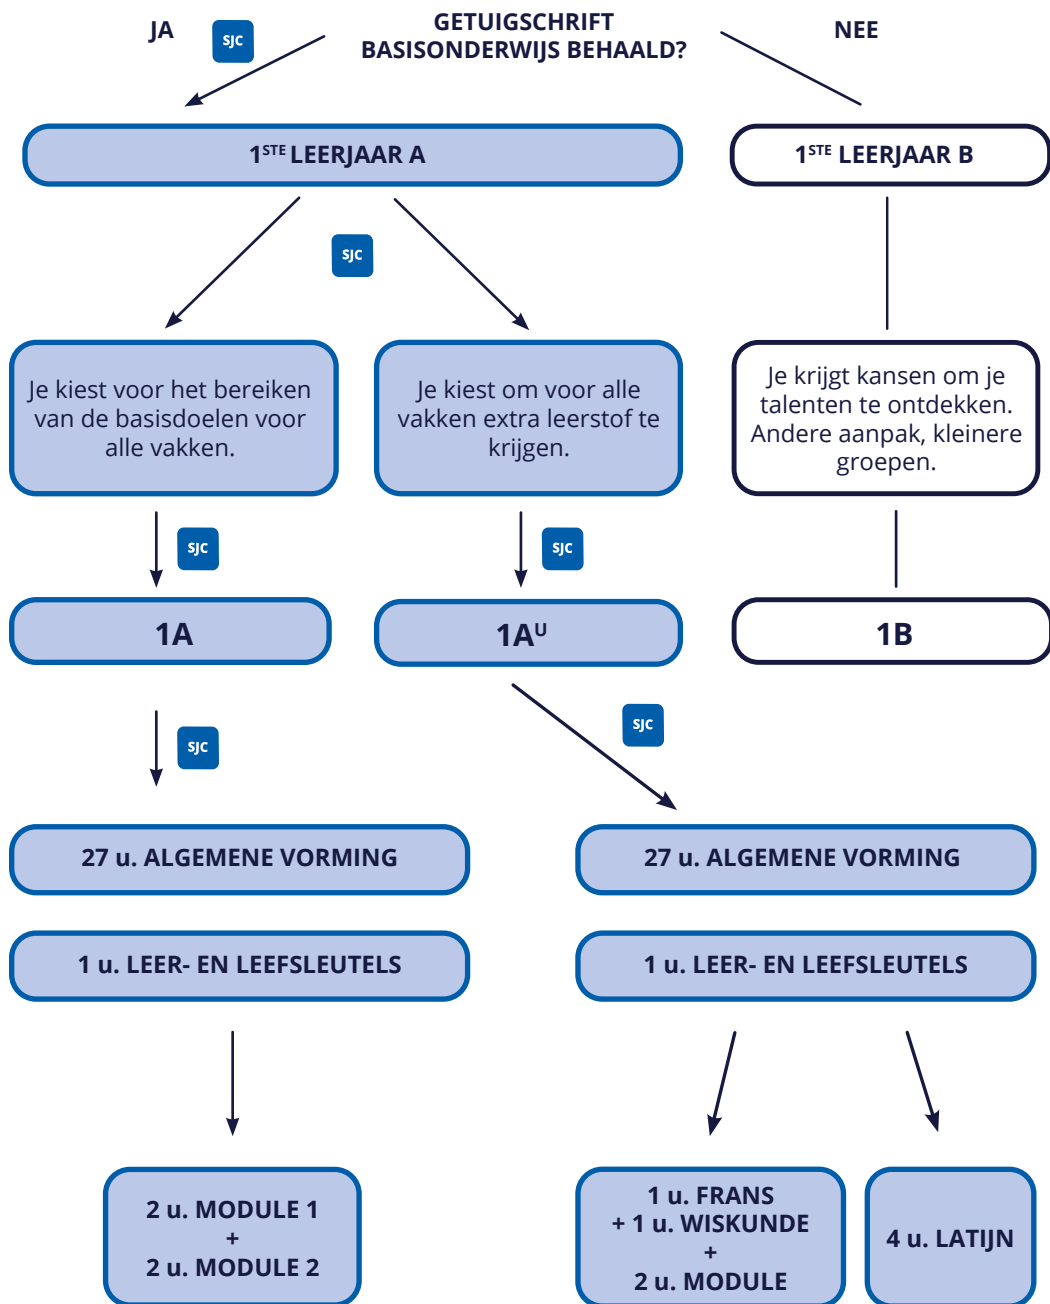 JA
SJC
GETUIGSCHRIFT
BASISONDERWIJS BEHAALD?
NEE
1STE LEERJAAR A
1STE LEERJAAR B
SJC
Je kiest voor het bereiken
van de basisdoelen voor
alle vakken.
Je kiest om voor alle
vakken extra leerstof te
krijgen.
Je krijgt kansen om je
talenten te ontdekken.
Andere aanpak, kleinere
groepen.
SJC
SJC
1A
1AU
1B
SJC
SJC
27 u. ALGEMENE VORMING
27 u. ALGEMENE VORMING
1 u. LEER- EN LEEFSLEUTELS
1 u. LEER- EN LEEFSLEUTELS
2 u. MODULE 1
+
2 u. MODULE 2
1 u. FRANS
+ 1 u. WISKUNDE
+
2 u. MODULE
4 u. LATIJN